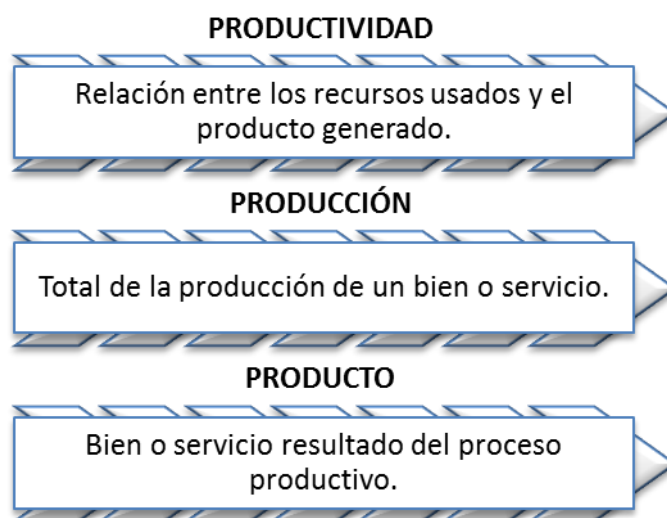 PRODUCTIVIDAD
Relación entre los recursos usados y el
producto generado.
PRODUCCIÓN
Total de la producción de un bien o servicio.
PRODUCTO
Bien o servicio resultado del proceso
productivo.